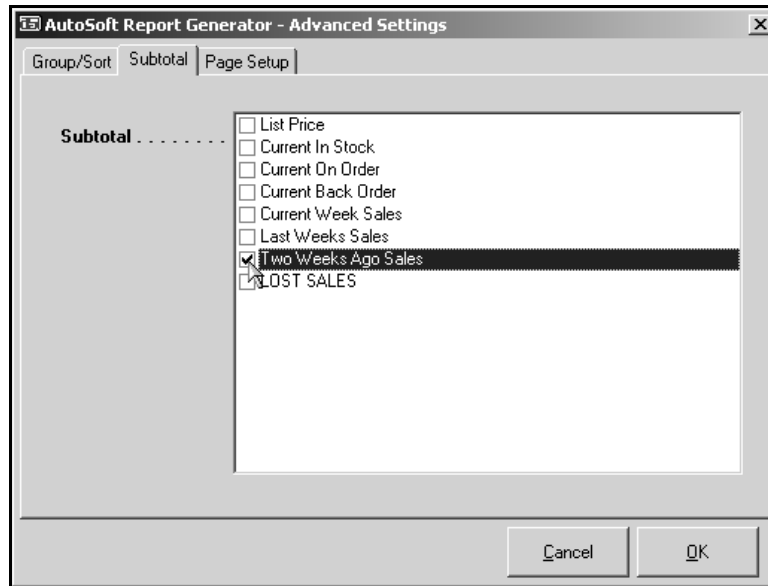 AutoSoft Report Generator - Advanced Settings
Group/Sort Subtotal Page Setup
Subtotal . . . . . . . .
List Price
Current In Stock
Current On Order
Current Back Order
Current Week Sales
Last Weeks Sales
Two Weeks Ago Sales
LOST SALES
Cancel OK